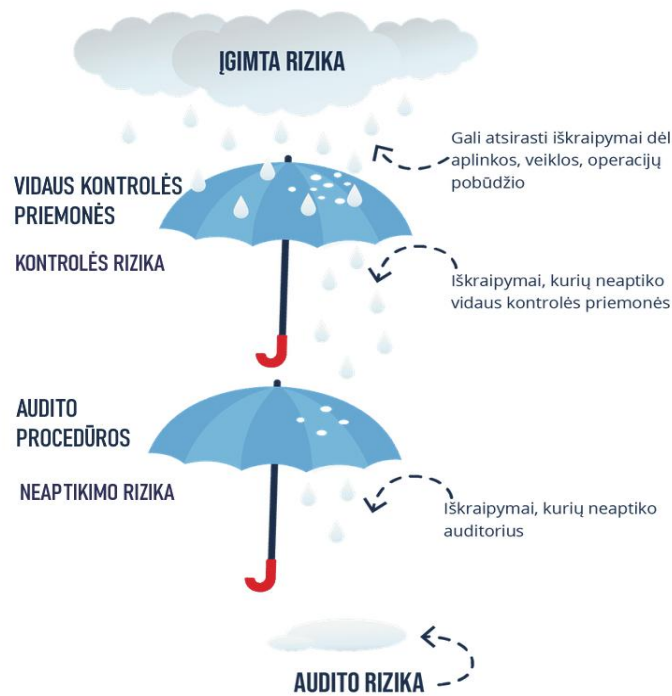 ĮGIMTA RIZIKA
Gali atsirasti iškraipymai dėl
aplinkos, veiklos, operacijų
pobūdžio
VIDAUS KONTROLĖS
PRIEMONĖS
KONTROLĖS RIZIKA
Iškraipymai, kurių neaptiko
vidaus kontrolės priemonės
AUDITO
PROCEDŪROS
NEAPTIKIMO RIZIKA
Iškraipymai, kurių neaptiko
auditorius
AUDITO RIZIKA